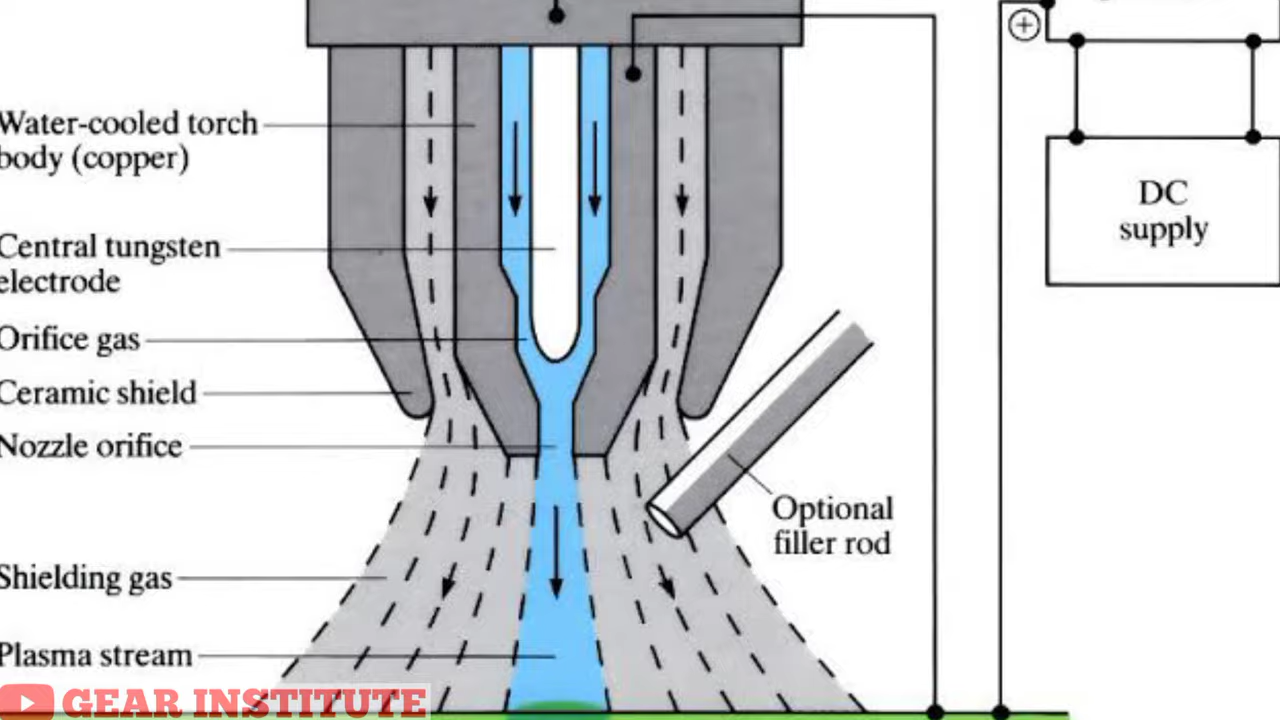 Water-cooled torch
body (copper)
Central tungsten
electrode
Orifice gas
Ceramic shield
Nozzle orifice
Shielding gas
Plasma stream
Optional
filler rod
DC
supply
+
GEAR INSTITUTE